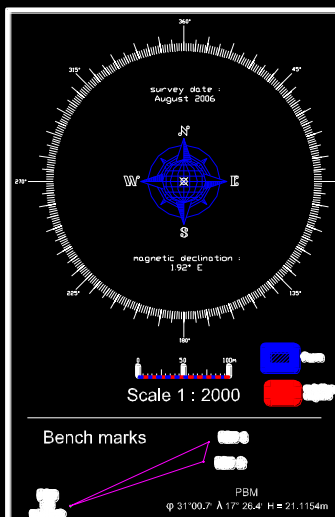 360°
315°
45°
survey date :
August 2006
N
270°
W
E
S
magnetic declination :
1.92° E
225°
135°
180°
0 50 100m
Scale 1 : 2000
Bench marks
PBM
φ 31°00.7' λ 17° 26.4' H = 21.1154m